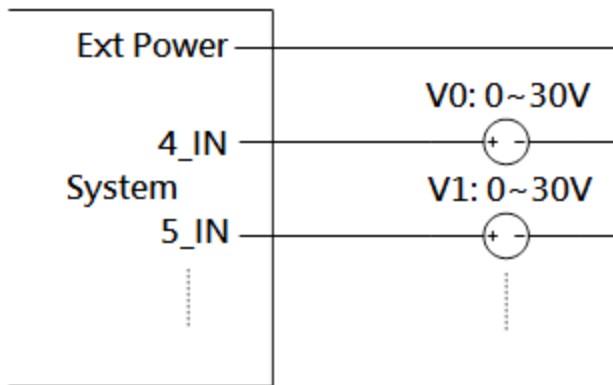 Ext Power
V0: 0~30V
4_IN
+ -
System
V1: 0~30V
5_IN
+ -